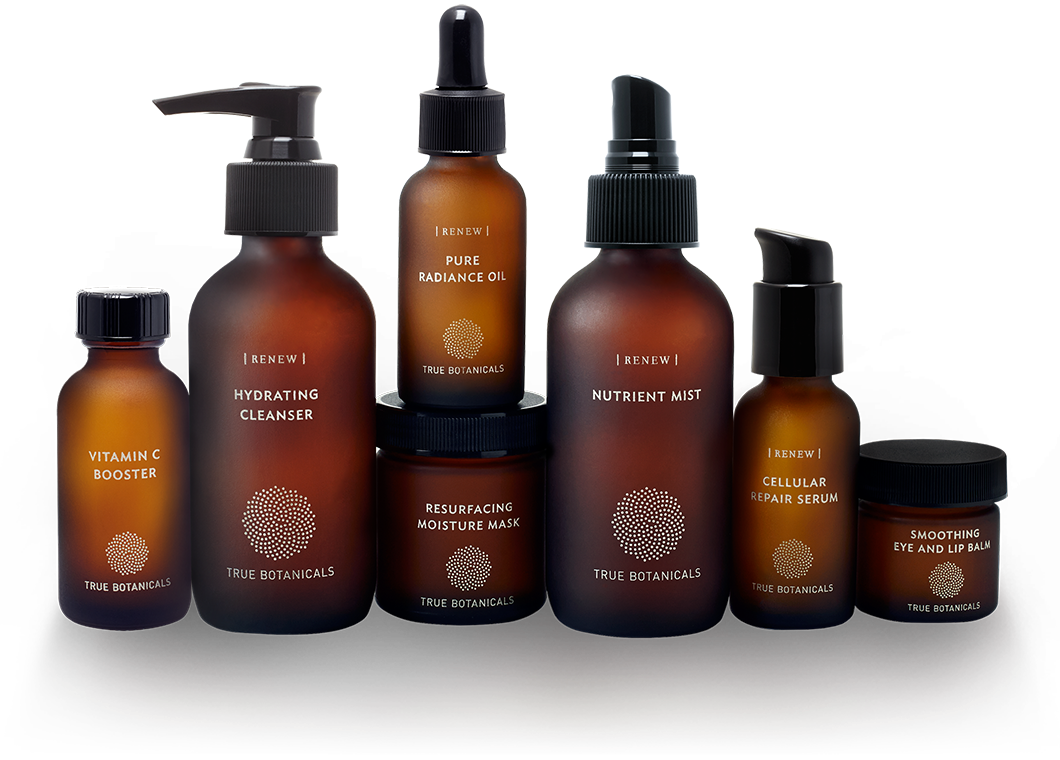 VITAMIN C
BOOSTER
TRUE BOTANICALS
| RENEW |
HYDRATING
CLEANSER
TRUE BOTANICALS
| RENEW |
PURE
RADIANCE OIL
TRUE BOTANICALS
RESURFACING
MOISTURE MASK
TRUE BOTANICALS
| RENEW |
NUTRIENT MIST
TRUE BOTANICALS
| RENEW |
CELLULAR
REPAIR SERUM
TRUE BOTANICALS
SMOOTHING
EYE AND LIP BALM
TRUE BOTANICALS